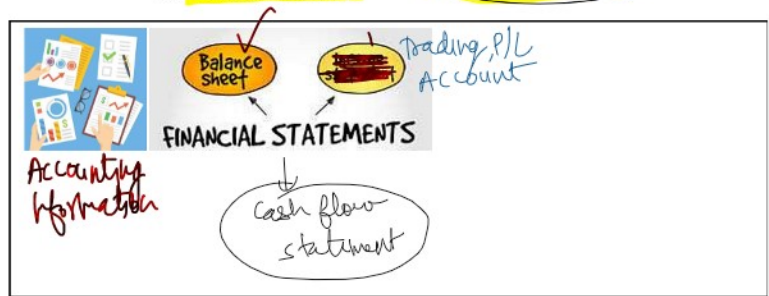 Balance
sheet
Trading, P/L
Account
FINANCIAL STATEMENTS
Accounting
Information
Cash flow
statement